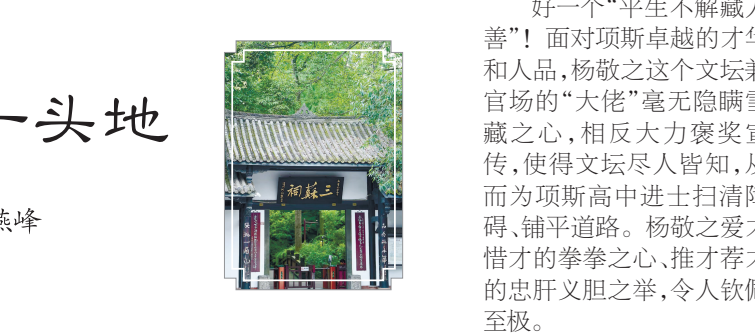 一头地
燕峰
三蘇祠
好一个“平生不解藏人
善”！面对项斯卓越的才华
和人品，杨敬之这个文坛兼
官场的“大佬”毫无隐瞒雪
藏之心，相反大力褒奖宣
传，使得文坛尽人皆知，从
而为项斯高中进士扫清障
碍、铺平道路。杨敬之爱才
惜才的拳拳之心、推才荐才
的忠肝义胆之举，令人钦佩
至极。